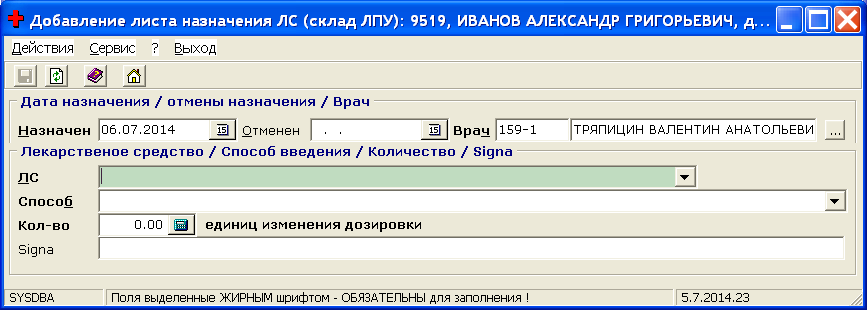 Добавление листа назначения ЛС (склад ЛПУ): 9519, ИВАНОВ АЛЕКСАНДР ГРИГОРЬЕВИЧ, д...
Действия Сервис ? Выход
Дата назначения / отмены назначения / Врач
Назначен 06.07.2014 15 Отменен . . 15 Врач 159-1 ТРЯПИЦИН ВАЛЕНТИН АНАТОЛЬЕВИ ...
Лекарственое средство / Способ введения / Количество / Signa
ЛС
Способ
Кол-во 0.00 единиц изменения дозировки
Signa
SYSDBA Поля выделенные ЖИРНЫМ шрифтом - ОБЯЗАТЕЛЬНЫ для заполнения ! 5.7.2014.23